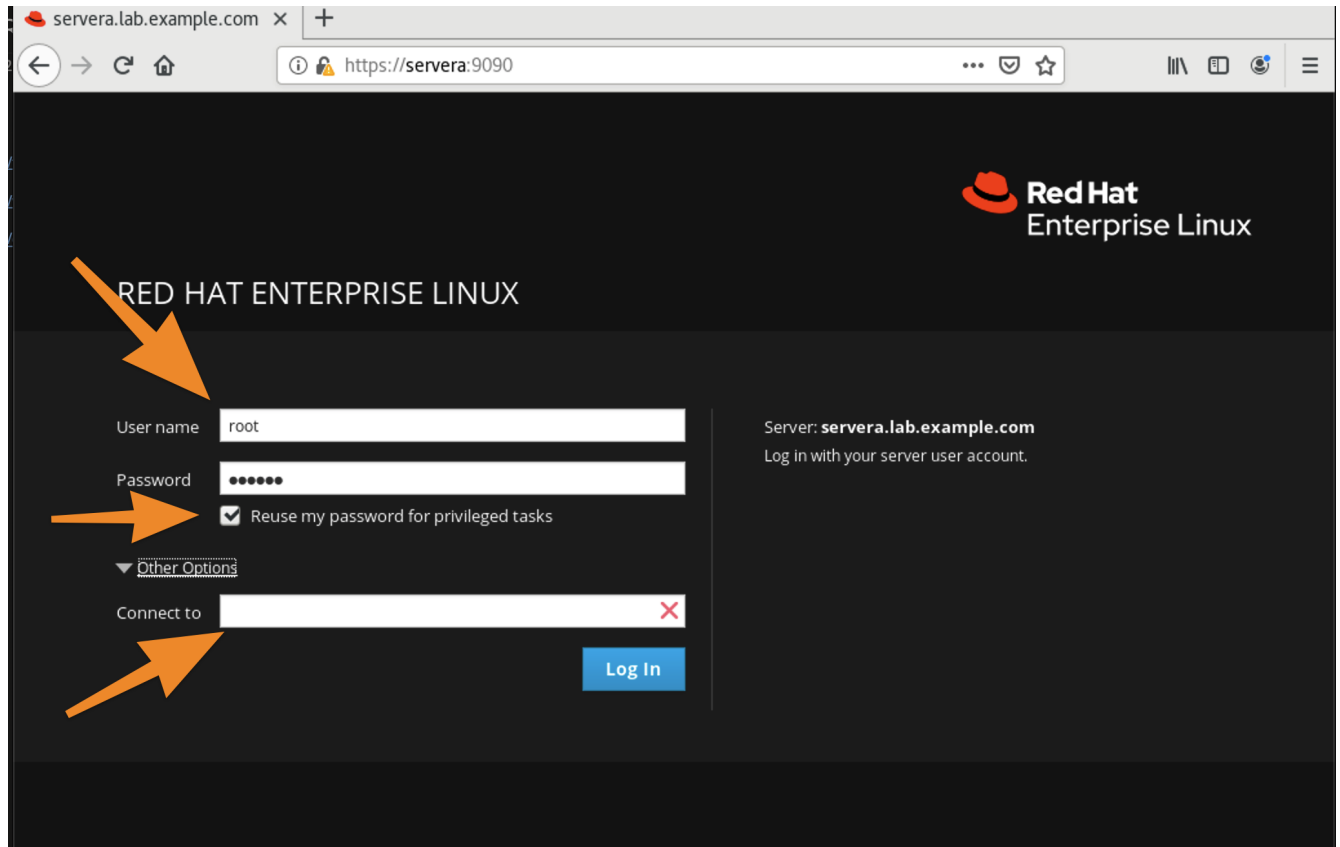 servera.lab.example.com
https://servera:9090
Red Hat
Enterprise Linux
RED HAT ENTERPRISE LINUX
User name root
Password ●●●●●●
Reuse my password for privileged tasks
Other Options
Connect to
Log In
Server: servera.lab.example.com
Log in with your server user account.